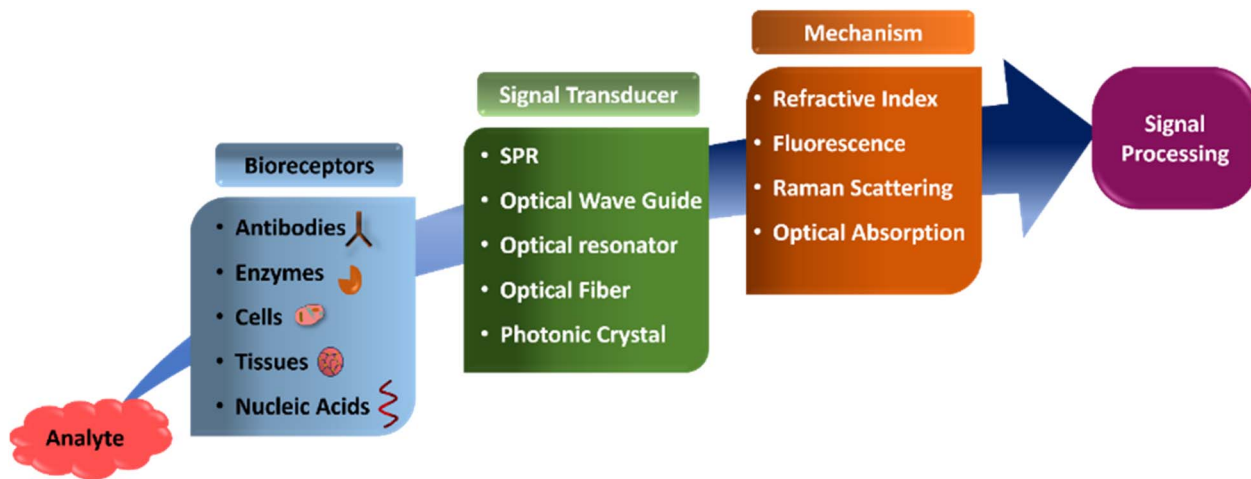 Analyte
Bioreceptors
• Antibodies
• Enzymes
• Cells
• Tissues
• Nucleic Acids
Signal Transducer
• SPR
• Optical Wave Guide
• Optical resonator
• Optical Fiber
• Photonic Crystal
Mechanism
• Refractive Index
• Fluorescence
• Raman Scattering
• Optical Absorption
Signal
Processing